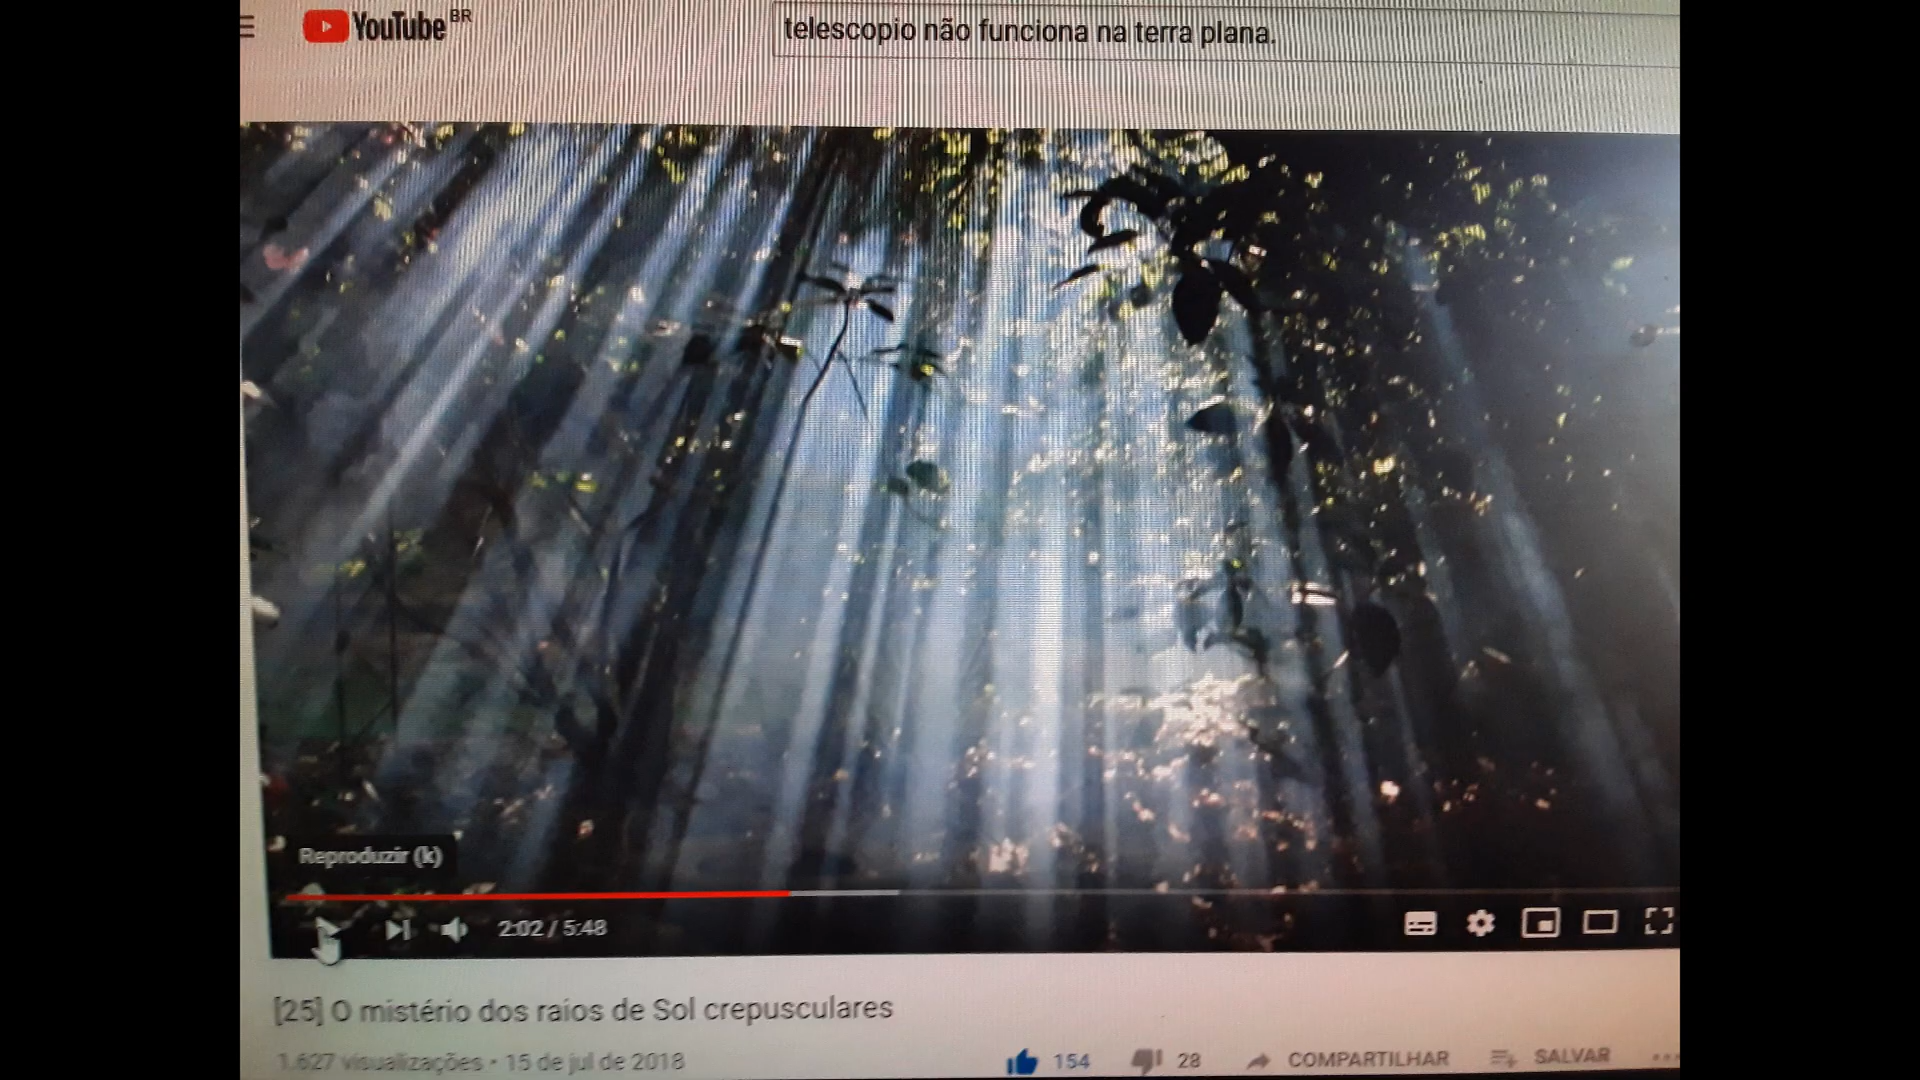 YouTube BR
telescopio não funciona na terra plana.
Reproduzir (k)
2:02 / 5:48
[25] O mistério dos raios de Sol crepusculares
1.627 visualizações • 15 de jul de 2018
154
28
COMPARTILHAR
SALVAR